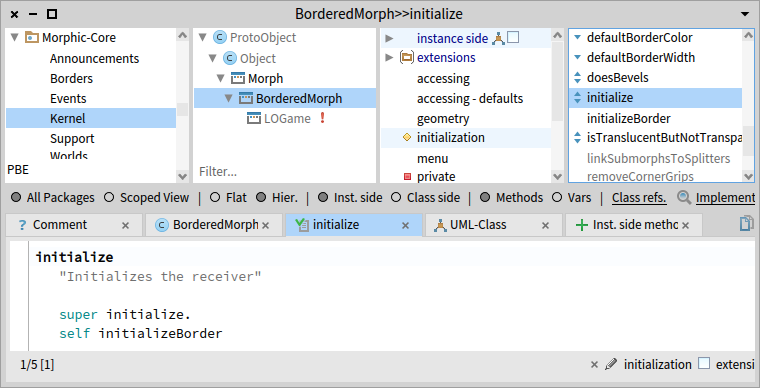 BorderedMorph>>initialize
Morphic-Core
Announcements
Borders
Events
Kernel
Support
Worlds
PBE
ProtoObject
Object
Morph
BorderedMorph
LOGame !
Filter...
instance side
extensions
accessing
accessing - defaults
geometry
initialization
menu
private
defaultBorderColor
defaultBorderWidth
doesBevels
initialize
initializeBorder
isTranslucentButNotTranspa
linkSubmorphsToSplitters
removeCornerGrips
All Packages Scoped View | Flat Hier. | Inst. side Class side | Methods Vars | Class refs. Implement
? Comment × BorderedMorph × initialize × UML-Class × Inst. side metho ×
initialize
"Initializes the receiver"
super initialize.
self initializeBorder
1/5 [1] × initialization extensi